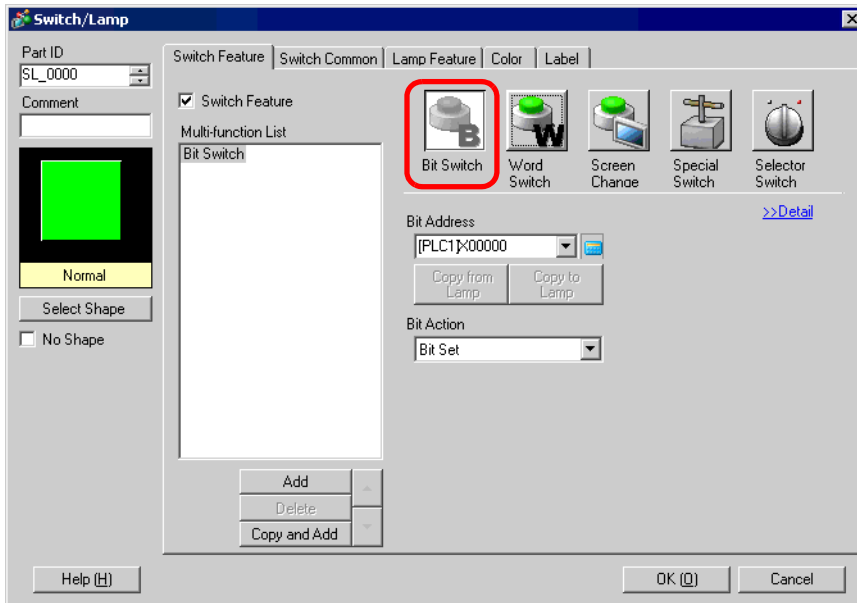 Switch/Lamp
Part ID
SL_0000
Comment
Normal
Select Shape
No Shape
Switch Feature
Switch Common
Lamp Feature
Color
Label
Switch Feature
Multi-function List
Bit Switch
Add
Delete
Copy and Add
B
Bit Switch
W
Word
Switch
Screen
Change
Special
Switch
Selector
Switch
>>Detail
Bit Address
[PLC1]X00000
Copy from
Lamp
Copy to
Lamp
Bit Action
Bit Set
Help (H)
OK (O)
Cancel